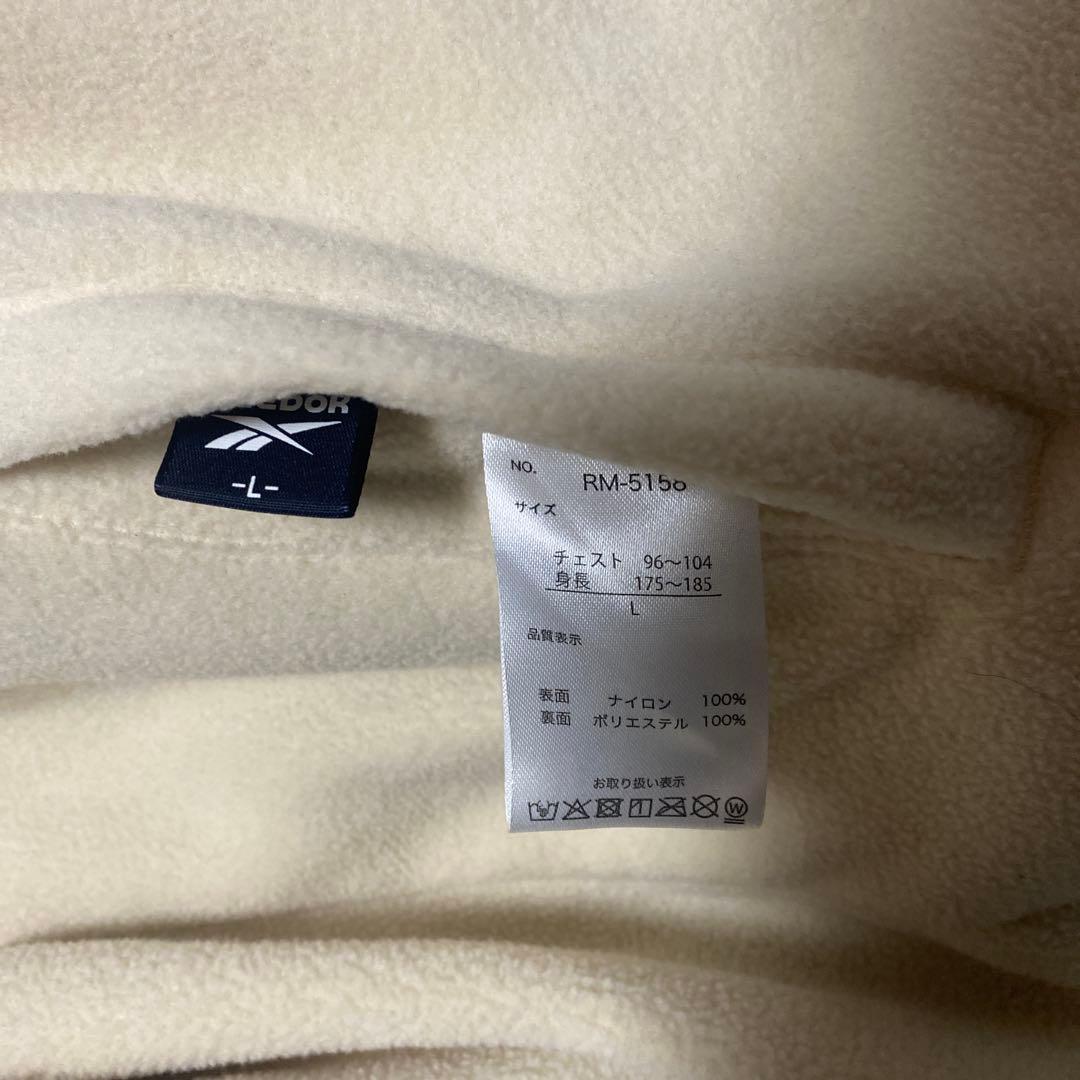 -L-
NO.
RM-5158
サイズ
チェスト 96〜104
身長 175〜185
L
品質表示
表面 ナイロン 100%
裏面 ポリエステル 100%
お取り扱い表示
W